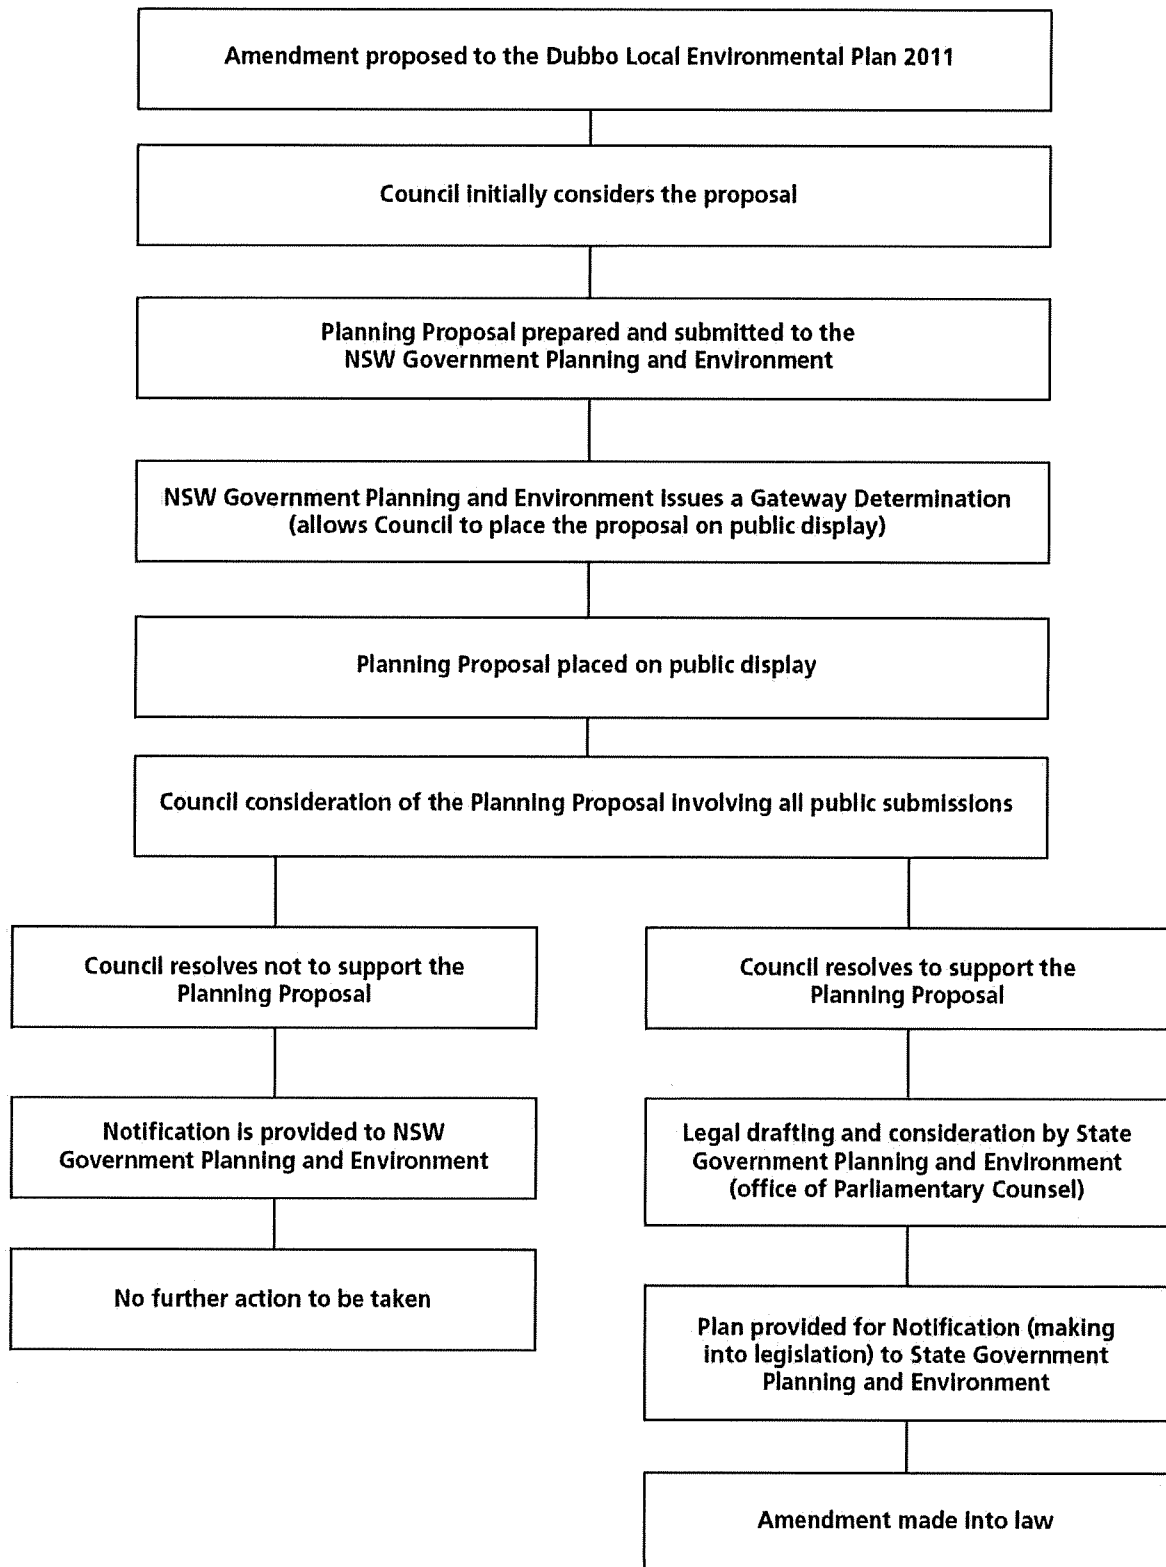 Amendment proposed to the Dubbo Local Environmental Plan 2011
Council initially considers the proposal
Planning Proposal prepared and submitted to the
NSW Government Planning and Environment
NSW Government Planning and Environment issues a Gateway Determination
(allows Council to place the proposal on public display)
Planning Proposal placed on public display
Council consideration of the Planning Proposal involving all public submissions
Council resolves not to support the
Planning Proposal
Notification is provided to NSW
Government Planning and Environment
No further action to be taken
Council resolves to support the
Planning Proposal
Legal drafting and consideration by State
Government Planning and Environment
(office of Parliamentary Counsel)
Plan provided for Notification (making
into legislation) to State Government
Planning and Environment
Amendment made into law